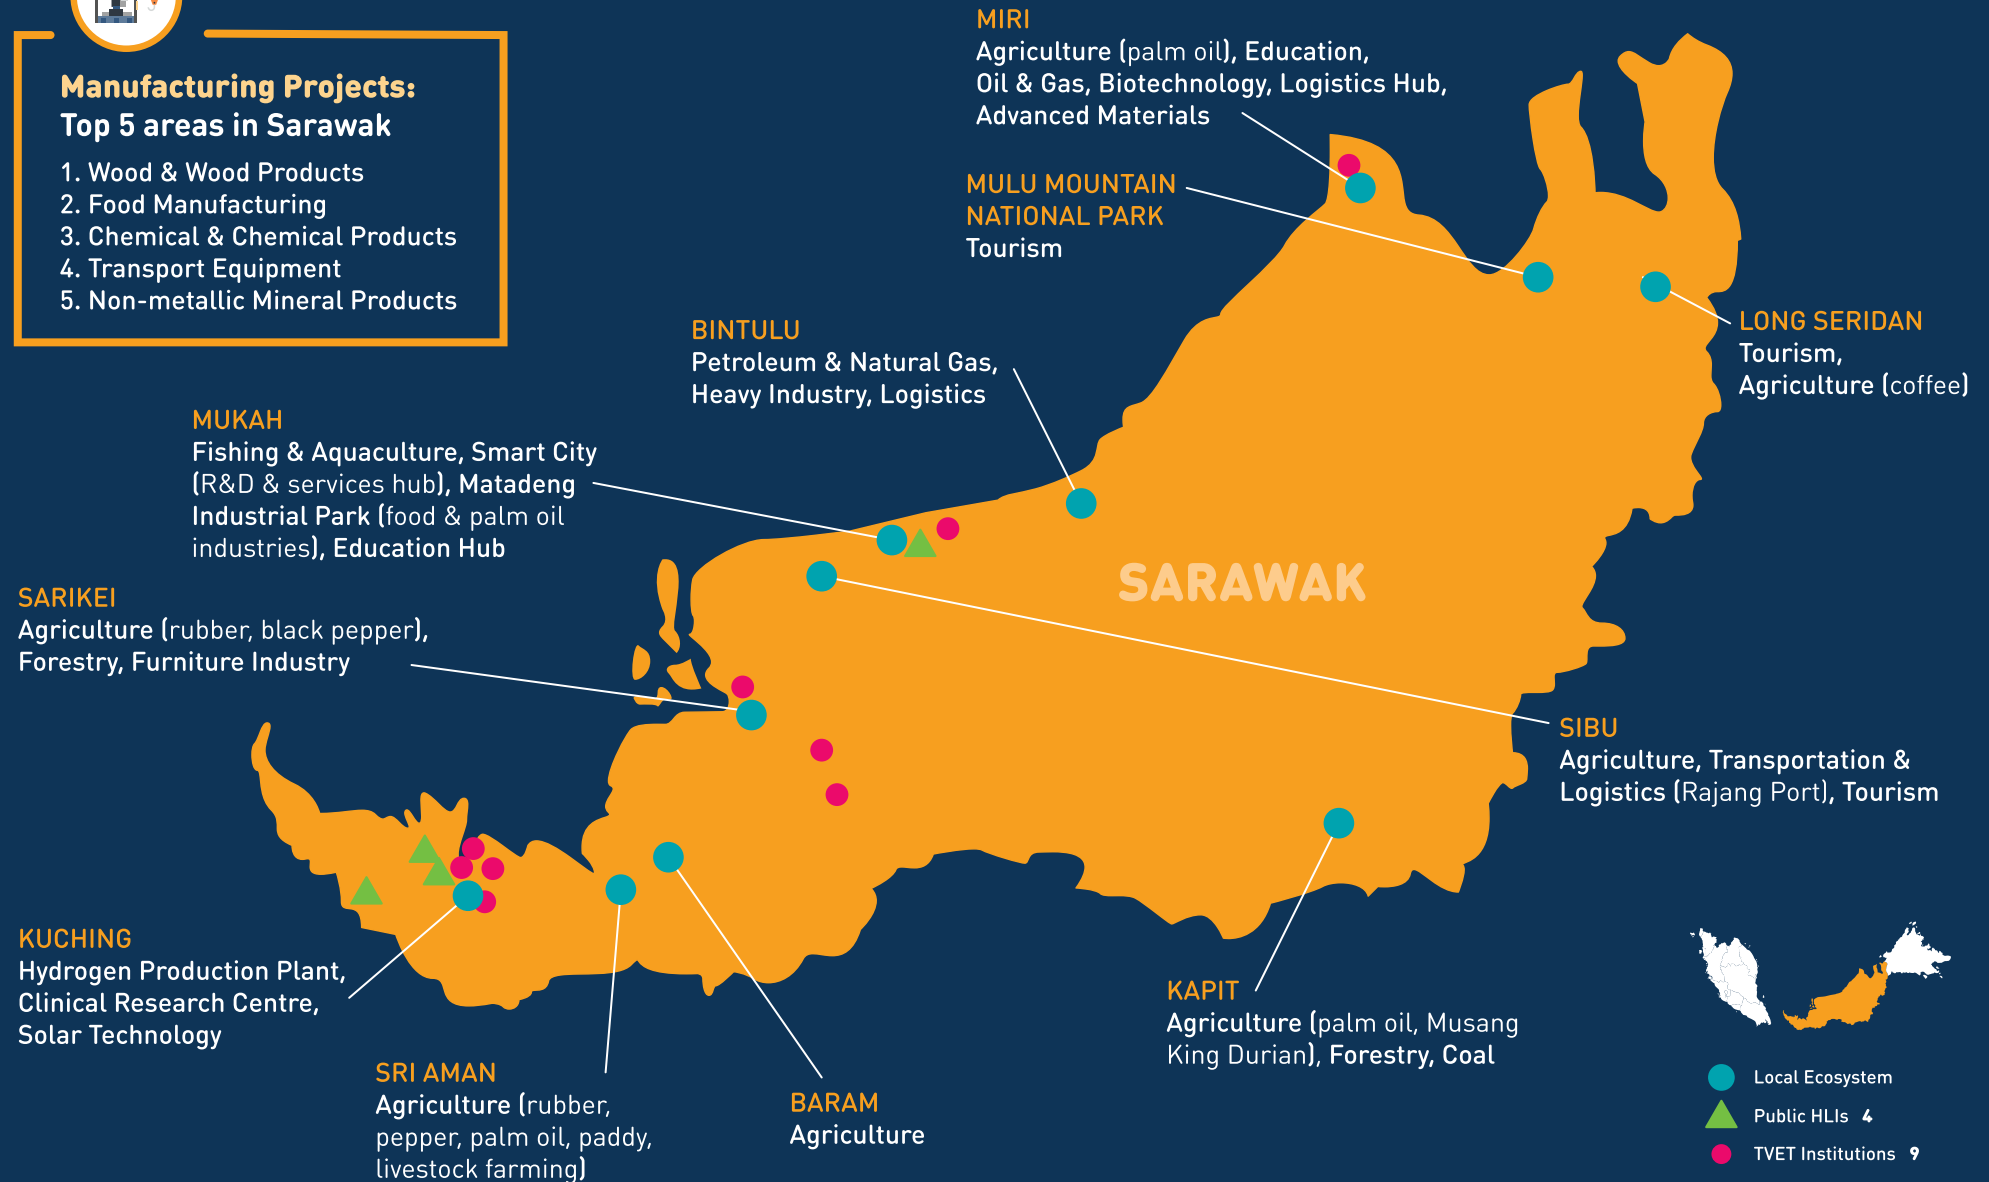 Manufacturing Projects:
Top 5 areas in Sarawak
1. Wood & Wood Products
2. Food Manufacturing
3. Chemical & Chemical Products
4. Transport Equipment
5. Non-metallic Mineral Products
MIRI
Agriculture (palm oil), Education,
Oil & Gas, Biotechnology, Logistics Hub,
Advanced Materials
MULU MOUNTAIN
NATIONAL PARK
Tourism
LONG SERIDAN
Tourism,
Agriculture (coffee)
BINTULU
Petroleum & Natural Gas,
Heavy Industry, Logistics
MUKAH
Fishing & Aquaculture, Smart City
(R&D & services hub), Matadeng
Industrial Park (food & palm oil
industries), Education Hub
SARAWAK
SARIKEI
Agriculture (rubber, black pepper),
Forestry, Furniture Industry
SIBU
Agriculture, Transportation &
Logistics (Rajang Port), Tourism
KUCHING
Hydrogen Production Plant,
Clinical Research Centre,
Solar Technology
SRI AMAN
Agriculture (rubber,
pepper, palm oil, paddy,
livestock farming)
BARAM
Agriculture
KAPIT
Agriculture (palm oil, Musang
King Durian), Forestry, Coal
Local Ecosystem
Public HLIs 4
TVET Institutions 9